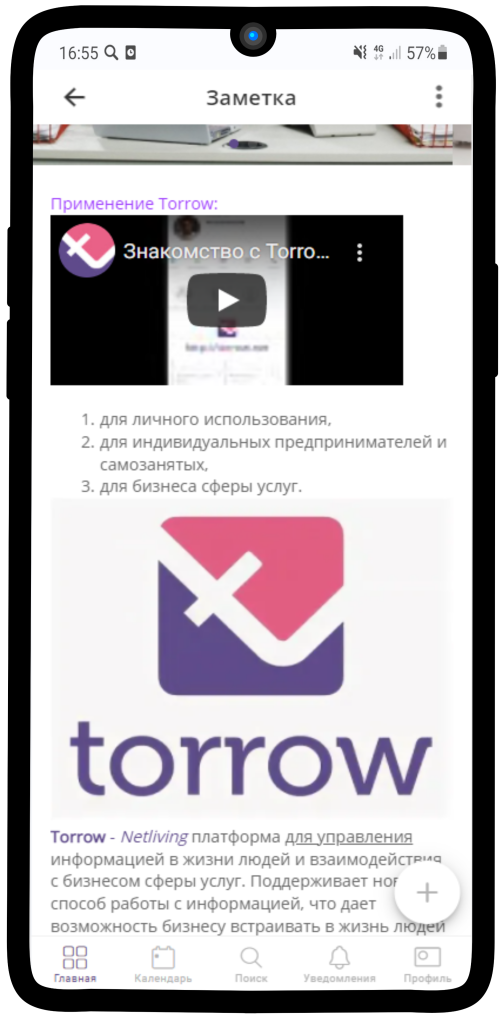 16:55
4G
57%
Заметка
Применение Torrow:
Знакомство с Torro...
1. для личного использования,
2. для индивидуальных предпринимателей и
самозанятых,
3. для бизнеса сферы услуг.
torrow
Torrow - Netliving платформа для управления
информацией в жизни людей и взаимодействия
с бизнесом сферы услуг. Поддерживает
способ работы с информацией, что дает
возможность бизнесу встраивать в жизнь людей
Главная
Календарь
Поиск
Уведомления
Профиль